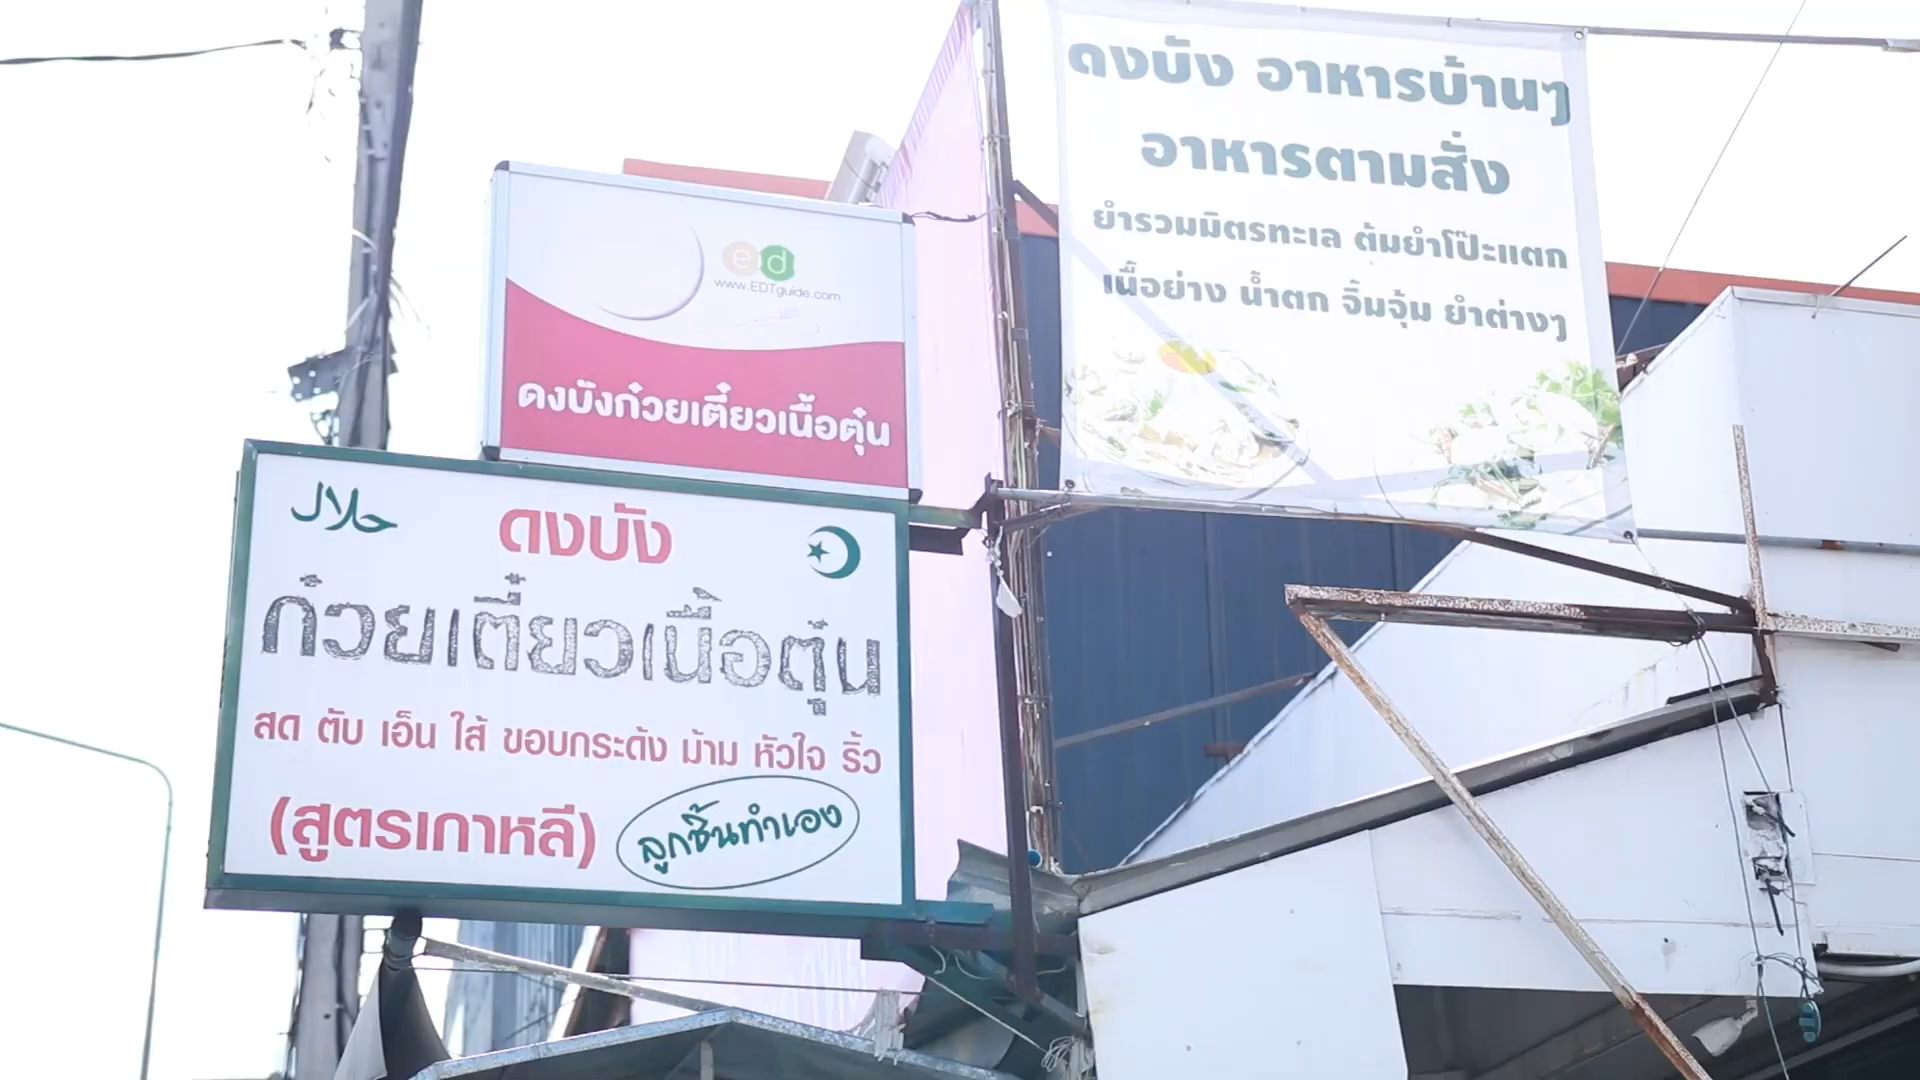 ed
www.EDTguide.com
ดงบังก๋วยเตี๋ยวเนื้อตุ๋น
حلال
ดงบัง
ก๋วยเตี๋ยวเนื้อตุ๋น
สด ตับ เอ็น ไส้ ขอบกระด้ง ม้าม หัวใจ ริ้ว
(สูตรเกาหลี)
ลูกชิ้นทำเอง
ดงบัง อาหารบ้านๆ
อาหารตามสั่ง
ยำรวมมิตรทะเล ต้มยำโป๊ะแตก
เนื้อย่าง น้ำตก จิ้มจุ้ม ยำต่างๆ